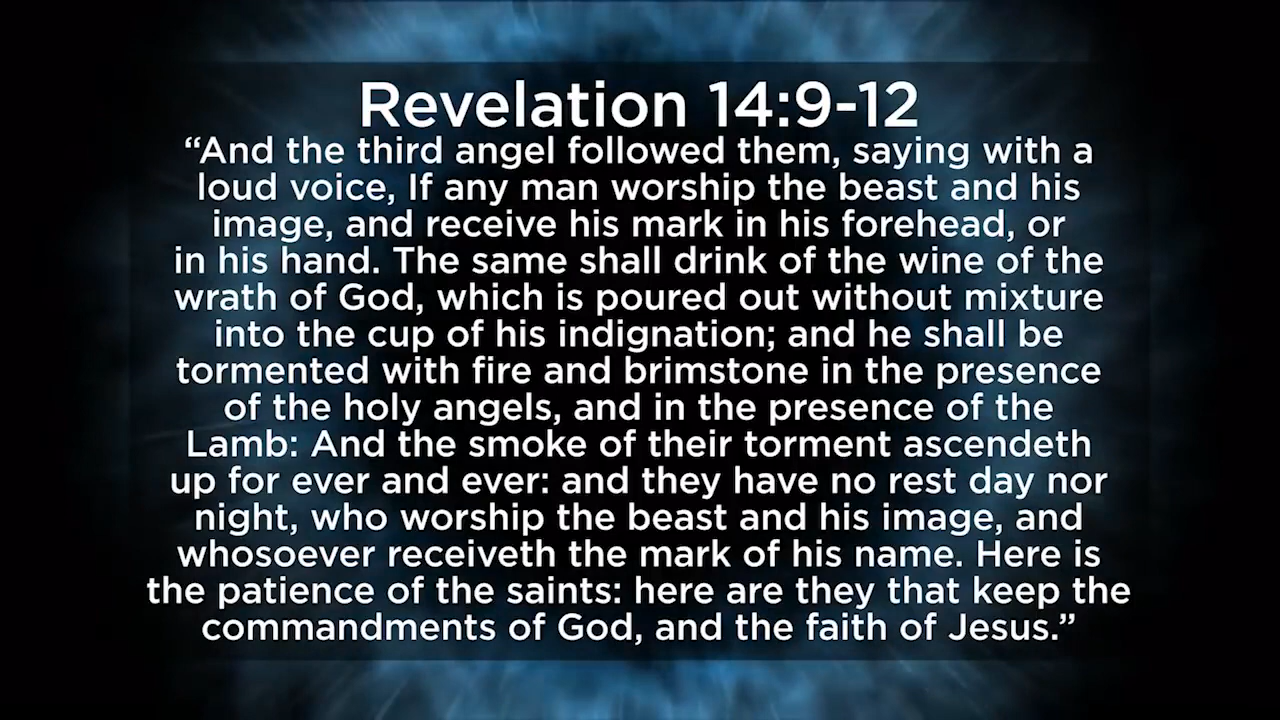 Revelation 14:9-12
“And the third angel followed them, saying with a
loud voice, If any man worship the beast and his
image, and receive his mark in his forehead, or
in his hand. The same shall drink of the wine of the
wrath of God, which is poured out without mixture
into the cup of his indignation; and he shall be
tormented with fire and brimstone in the presence
of the holy angels, and in the presence of the
Lamb: And the smoke of their torment ascendeth
up for ever and ever: and they have no rest day nor
night, who worship the beast and his image, and
whosoever receiveth the mark of his name. Here is
the patience of the saints: here are they that keep the
commandments of God, and the faith of Jesus.”